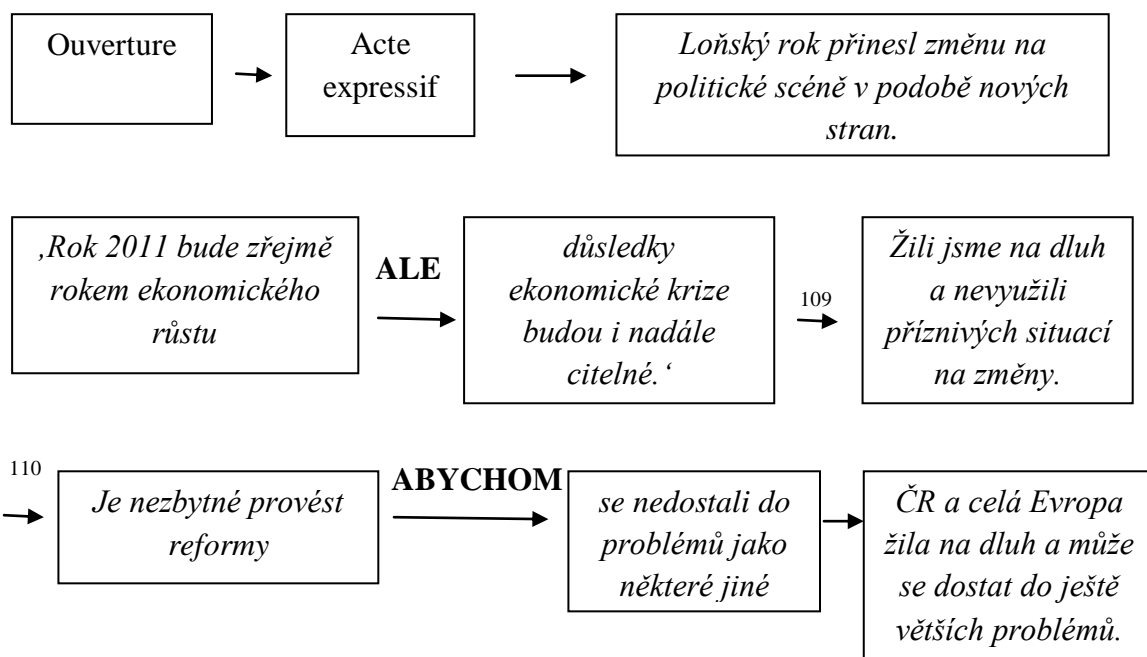 Ouverture
Acte
expressif
Loňský rok přinesl změnu na
politické scéně v podobě nových
stran.
‚Rok 2011 bude zřejmě
rokem ekonomického
růstu
ALE
důsledky
ekonomické krize
budou i nadále
citelné.‘
109
Žili jsme na dluh
a nevyužili
příznivých situací
na změny.
110
Je nezbytné provést
reformy
ABYCHOM
se nedostali do
problémů jako
některé jiné
ČR a celá Evropa
žila na dluh a může
se dostat do ještě
větších problémů.